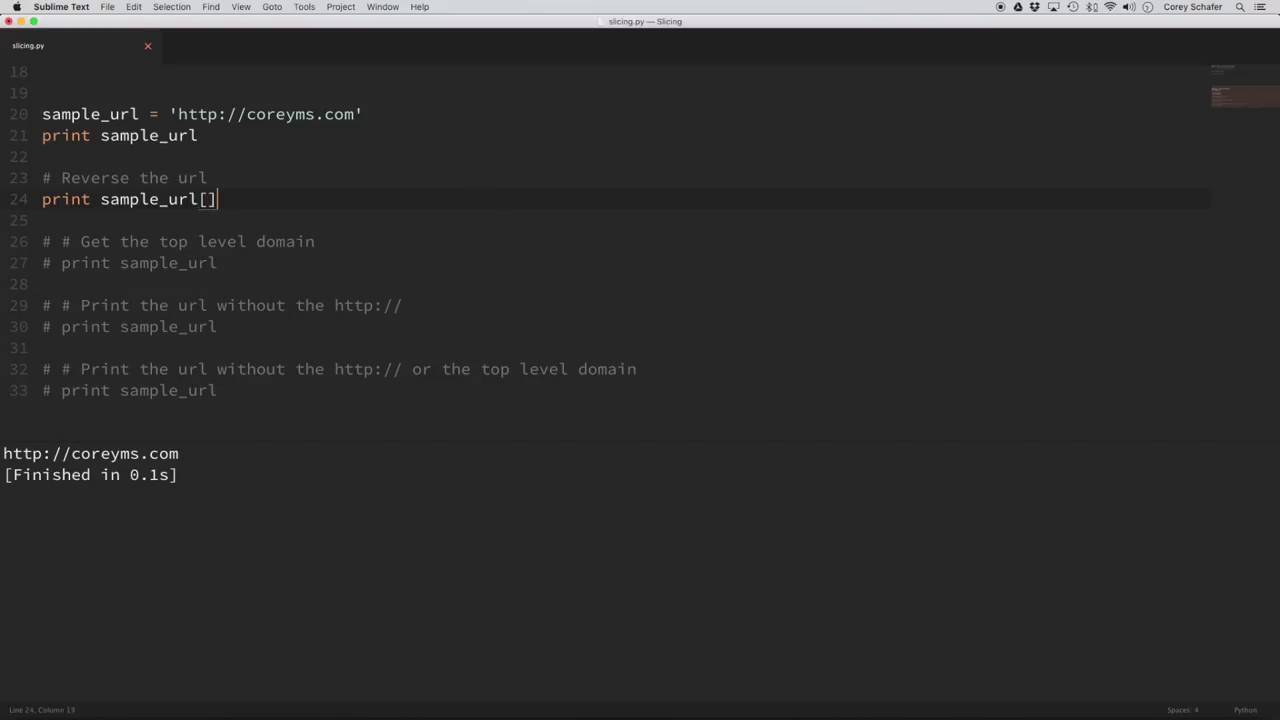 Sublime Text File Edit Selection Find View Goto Tools Project Window Help Corey Schafer
slicing.py — Slicing
slicing.py
18
19
20 sample_url = 'http://coreyms.com'
21 print sample_url
22
23 # Reverse the url
24 print sample_url[]
25
26 # # Get the top level domain
27 # print sample_url
28
29 # # Print the url without the http://
30 # print sample_url
31
32 # # Print the url without the http:// or the top level domain
33 # print sample_url
http://coreyms.com
[Finished in 0.1s]
Line 24, Column 19 Spaces: 4 Python